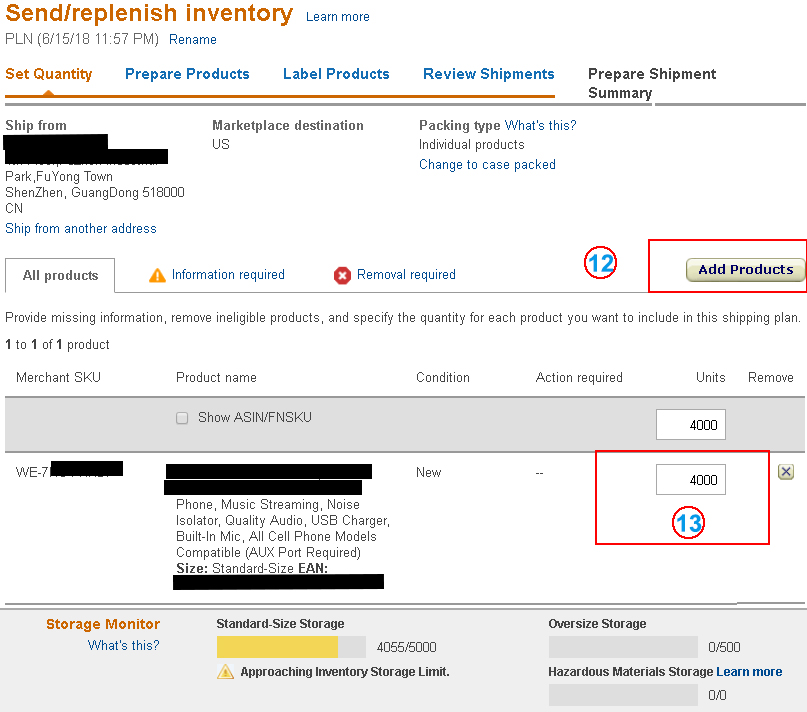 Send/replenish inventory Learn more
PLN (6/15/18 11:57 PM) Rename
Set Quantity Prepare Products Label Products Review Shipments Prepare Shipment Summary
Ship from
Park,FuYong Town
ShenZhen, GuangDong 518000
CN
Ship from another address
Marketplace destination
US
Packing type What's this?
Individual products
Change to case packed
12
Add Products
All products Information required Removal required
Provide missing information, remove ineligible products, and specify the quantity for each product you want to include in this shipping plan.
1 to 1 of 1 product
Merchant SKU Product name Condition Action required Units Remove
Show ASIN/FNSKU 4000
WE-7
Phone, Music Streaming, Noise
Isolator, Quality Audio, USB Charger,
Built-In Mic, All Cell Phone Models
Compatible (AUX Port Required)
Size: Standard-Size EAN:
New -- 4000
13
Storage Monitor
What's this?
Standard-Size Storage
4055/5000
Approaching Inventory Storage Limit.
Oversize Storage
0/500
Hazardous Materials Storage Learn more
0/0